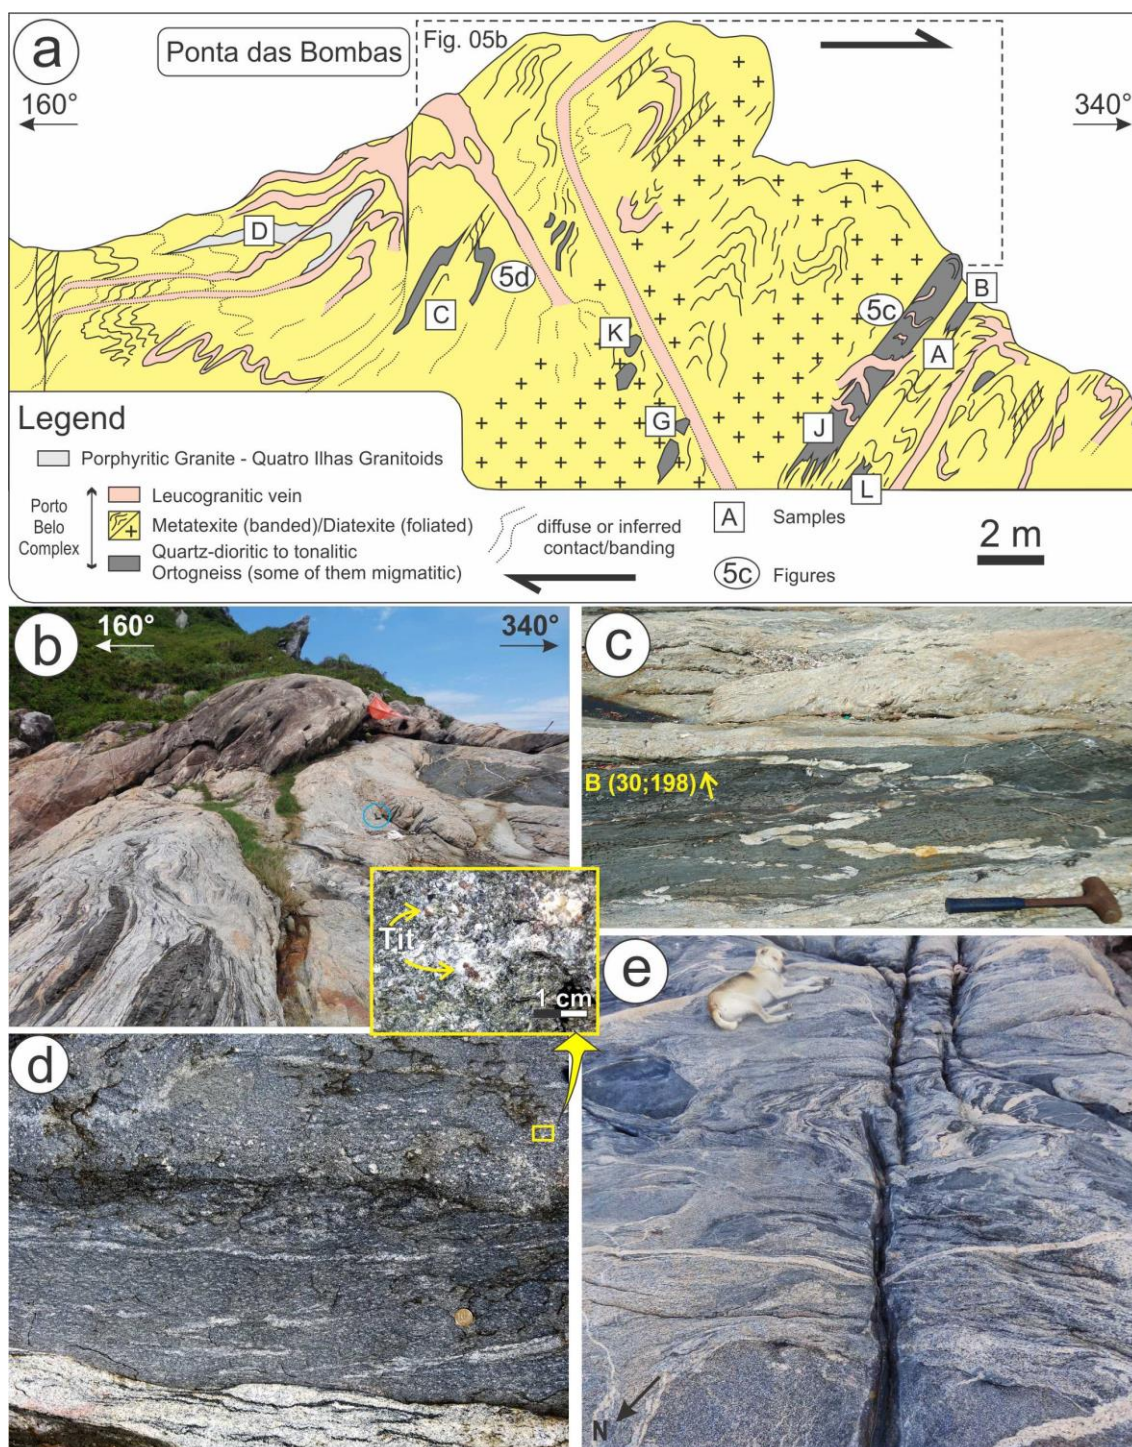 a
Ponta das Bombas
Fig. 05b
160°
340°
D
C
5d
K
G
5c
B
A
J
L
Legend
Porphyritic Granite - Quatro Ilhas Granitoids
Porto
Belo
Complex
Leucogranitic vein
Metatexite (banded)/Diatexite (foliated)
Quartz-dioritic to tonalitic
Ortogneiss (some of them migmatitic)
diffuse or inferred
contact/banding
A Samples
5c Figures
2 m
b
160°
340°
c
B (30;198)
Tit
1 cm
d
e
N